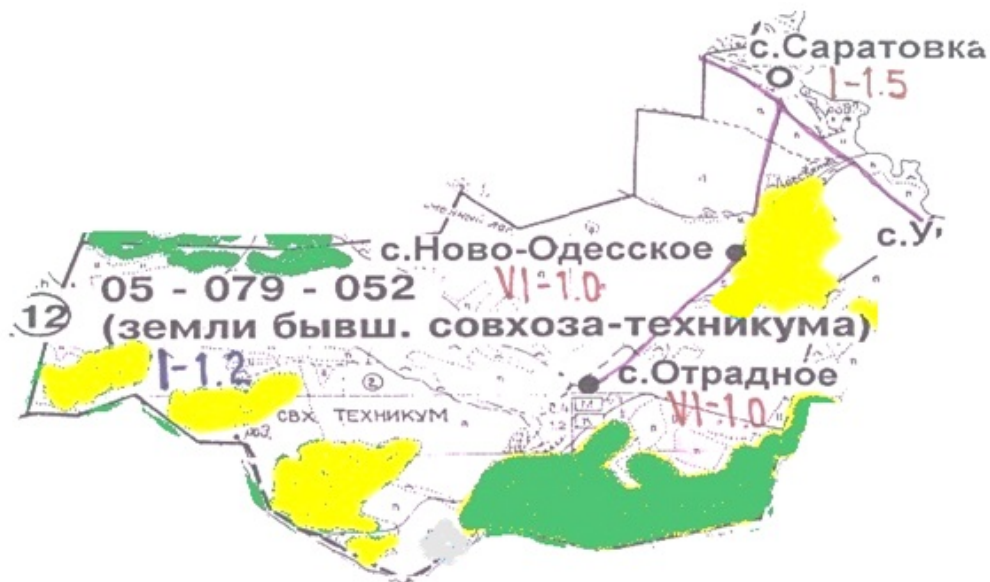 с.Саратовка
I-1.5
с.У
с.Ново-Одесское
VI-1.0
05 - 079 - 052
12
(земли бывш. совхоза-техникума)
I-1.2
2
с.Отрадное
VI-1.0
СВХ. ТЕХНИКУМ